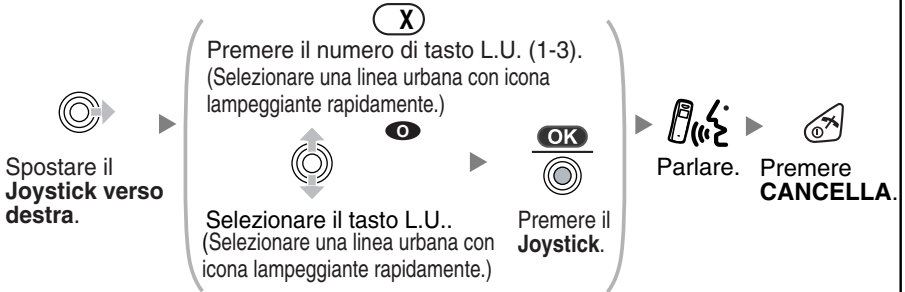 X
Premere il numero di tasto L.U. (1-3).
(Selezionare una linea urbana con icona
lampeggiante rapidamente.)
O
OK
Spostare il
Joystick verso
destra.
Selezionare il tasto L.U..
(Selezionare una linea urbana con
icona lampeggiante rapidamente.)
Premere il
Joystick.
Parlare.
Premere
CANCELLA.